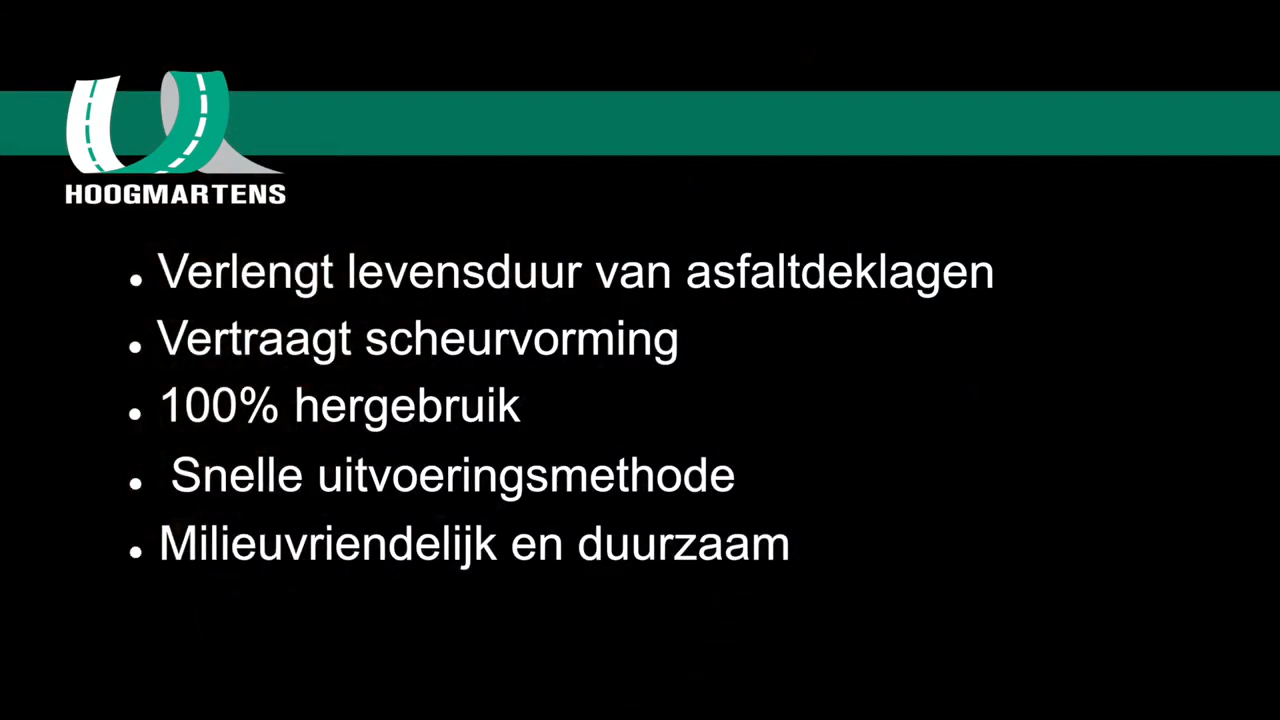 HOOGMARTENS
• Verlengt levensduur van asfaltdeklagen
• Vertraagt scheurvorming
• 100% hergebruik
• Snelle uitvoeringsmethode
• Milieuvriendelijk en duurzaam